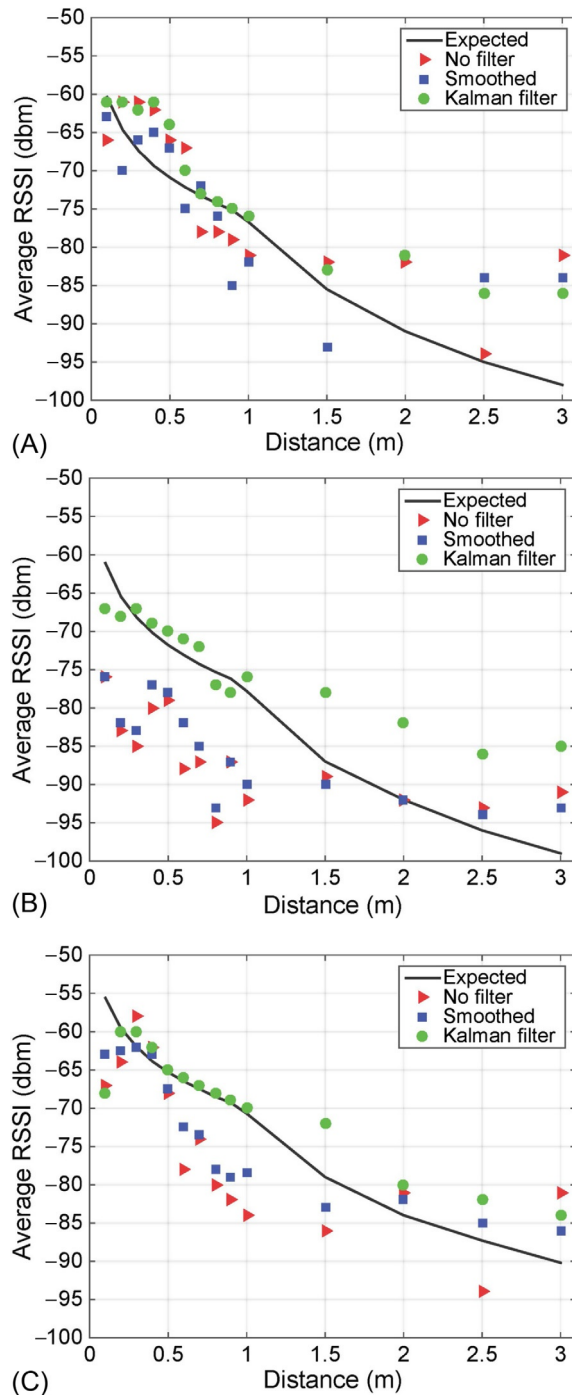 −50
−55
−60
−65
−70
−75
−80
−85
−90
−95
−100
Average RSSI (dbm)
Expected
No filter
Smoothed
Kalman filter
0 0.5 1 1.5 2 2.5 3
(A) Distance (m)
−50
−55
−60
−65
−70
−75
−80
−85
−90
−95
−100
Average RSSI (dbm)
Expected
No filter
Smoothed
Kalman filter
0 0.5 1 1.5 2 2.5 3
(B) Distance (m)
−50
−55
−60
−65
−70
−75
−80
−85
−90
−95
−100
Average RSSI (dbm)
Expected
No filter
Smoothed
Kalman filter
0 0.5 1 1.5 2 2.5 3
(C) Distance (m)